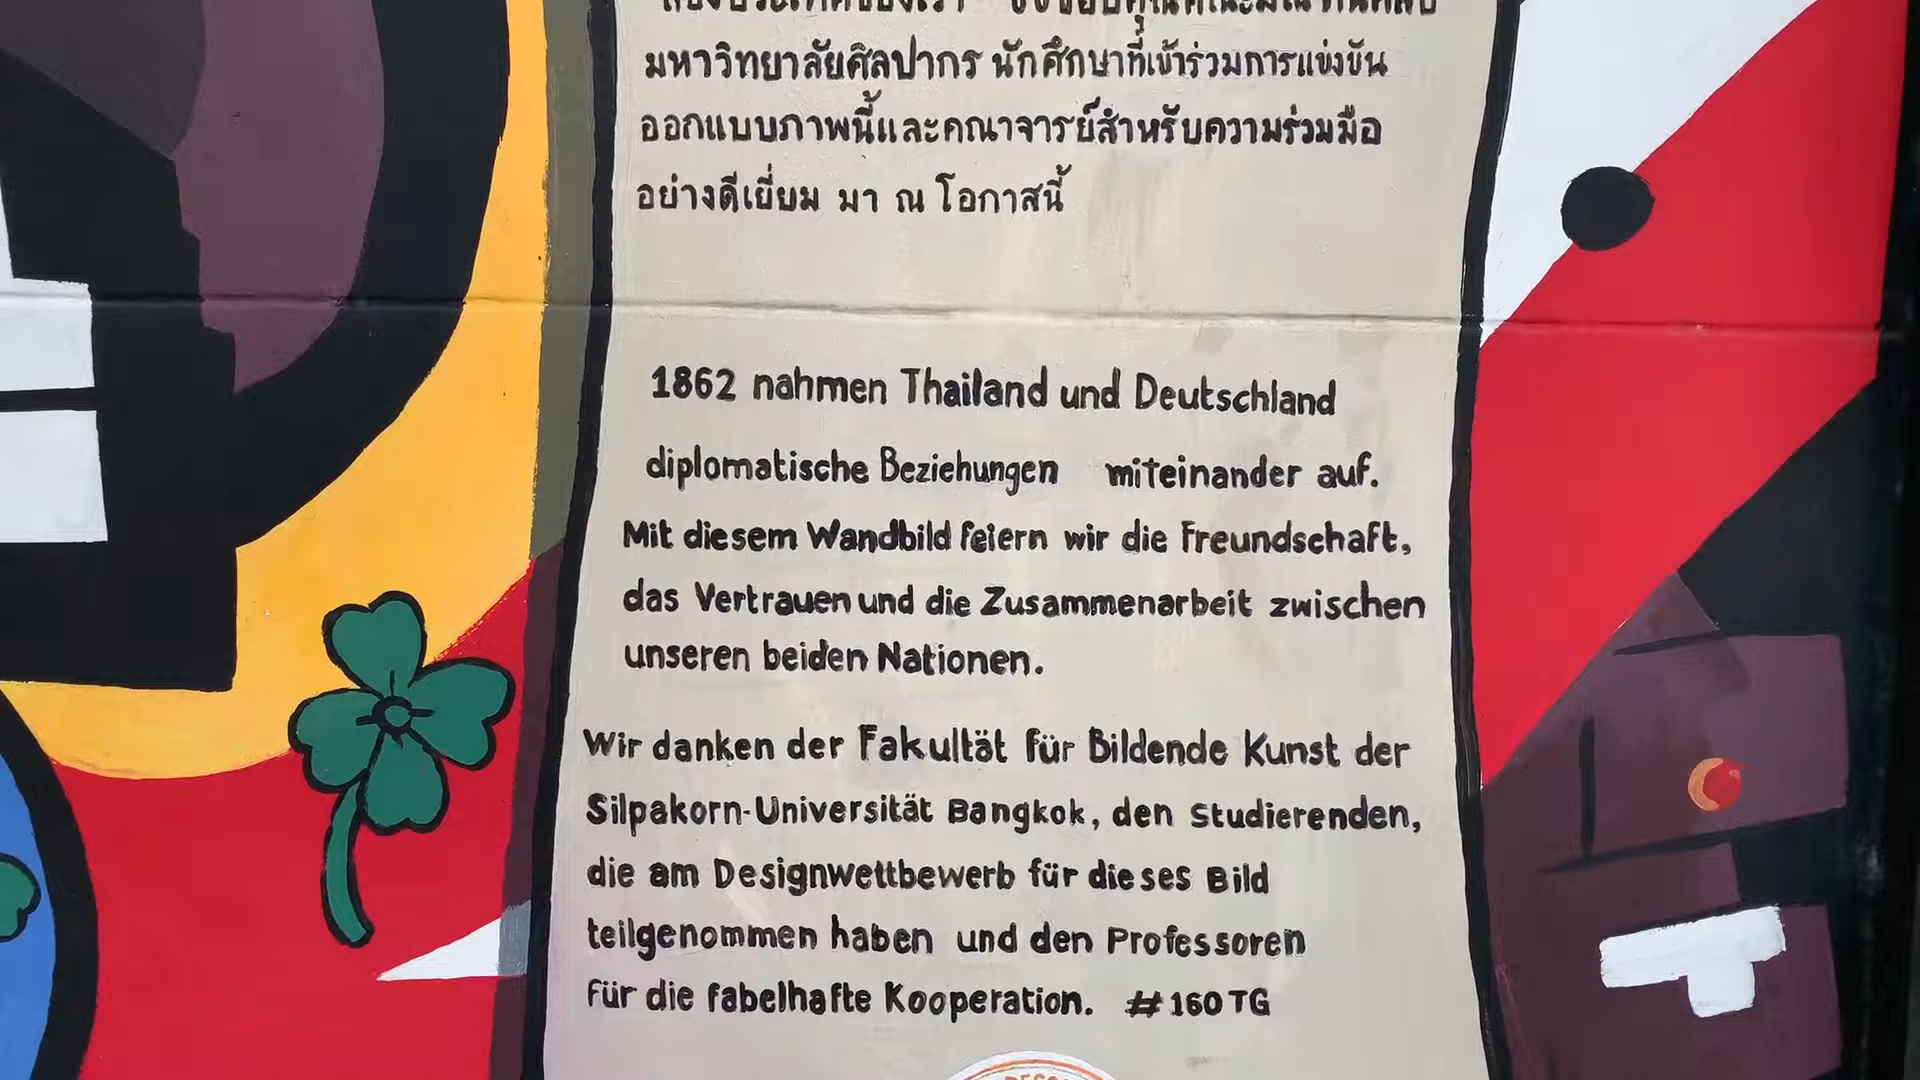 มหาวิทยาลัยศิลปากร นักศึกษาที่เข้าร่วมการแข่งขัน
ออกแบบภาพนี้และคณาจารย์สำหรับความร่วมมือ
อย่างดีเยี่ยม มา ณ โอกาสนี้
1862 nahmen Thailand und Deutschland
diplomatische Beziehungen miteinander auf.
Mit diesem Wandbild feiern wir die Freundschaft,
das Vertrauen und die Zusammenarbeit zwischen
unseren beiden Nationen.
Wir danken der Fakultät für Bildende Kunst der
Silpakorn-Universität Bangkok, den Studierenden,
die am Designwettbewerb für dieses Bild
teilgenommen haben und den Professoren
für die fabelhafte Kooperation. #160TG